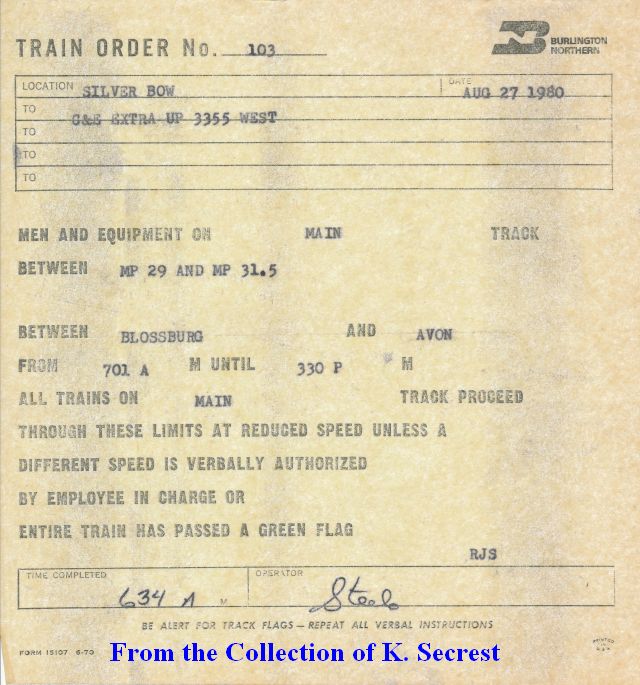 TRAIN ORDER No. 103
BURLINGTON
NORTHERN
LOCATION SILVER BOW DATE AUG 27 1980
TO C&E EXTRA UP 3355 WEST
TO
TO
TO
MEN AND EQUIPMENT ON MAIN TRACK
BETWEEN MP 29 AND MP 31.5
BETWEEN BLOSSBURG AND AVON
FROM 701 A M UNTIL 330 P M
ALL TRAINS ON MAIN TRACK PROCEED
THROUGH THESE LIMITS AT REDUCED SPEED UNLESS A
DIFFERENT SPEED IS VERBALLY AUTHORIZED
BY EMPLOYEE IN CHARGE OR
ENTIRE TRAIN HAS PASSED A GREEN FLAG
RJS
TIME COMPLETED OPERATOR
634 A M Steele
BE ALERT FOR TRACK FLAGS — REPEAT ALL VERBAL INSTRUCTIONS
FORM 15107 6-70 From the Collection of K. Secrest
PRINTED
IN
U.S.A.